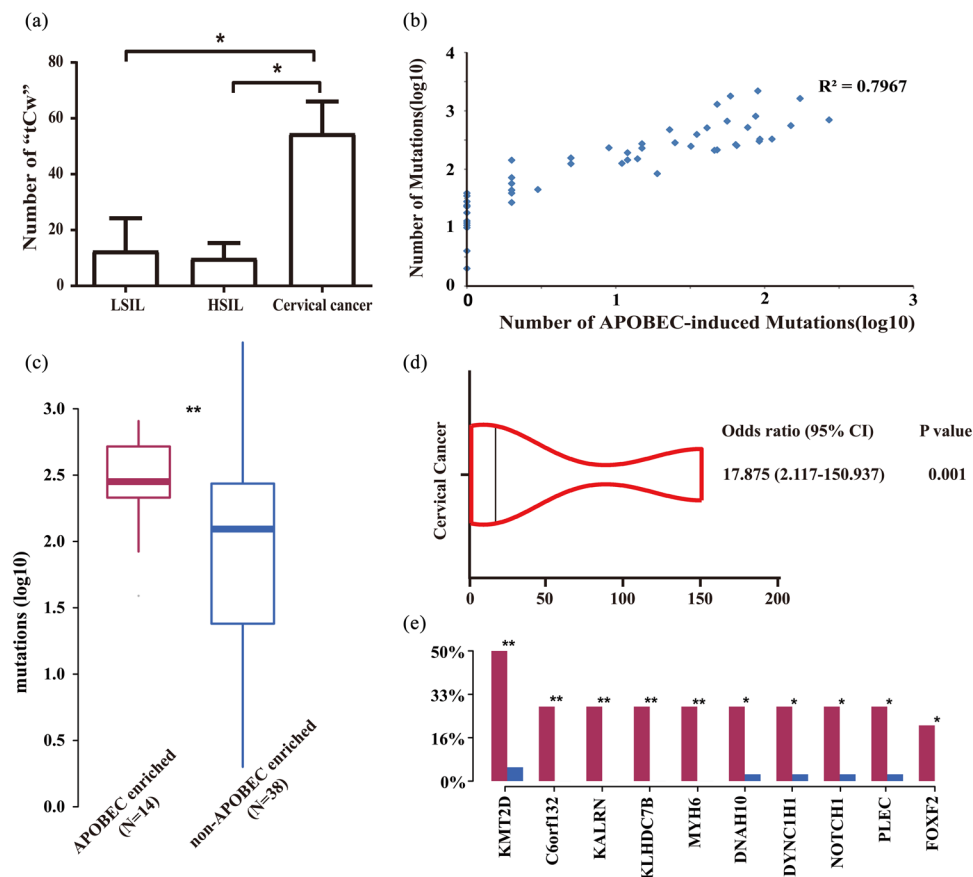 (a)
*
*
80
60
40
20
0
Number of “tCw”
LSIL HSIL Cervical cancer
(b)
4
3
2
1
0
Number of Mutations(log10)
R² = 0.7967
0 1 2 3
Number of APOBEC-induced Mutations(log10)
(c)
**
3.0
2.5
2.0
1.5
1.0
0.5
0.0
mutations (log10)
APOBEC enriched
(N=14)
non-APOBEC enriched
(N=38)
(d)
Cervical Cancer
Odds ratio (95% CI) P value
17.875 (2.117-150.937) 0.001
0 50 100 150 200
(e)
50%
33%
16%
0%
** ** ** ** ** * * * * *
KMT2D
C6orf132
KALRN
KLHDC7B
MYH6
DNAH10
DYNC1H1
NOTCH1
PLEC
FOXF2